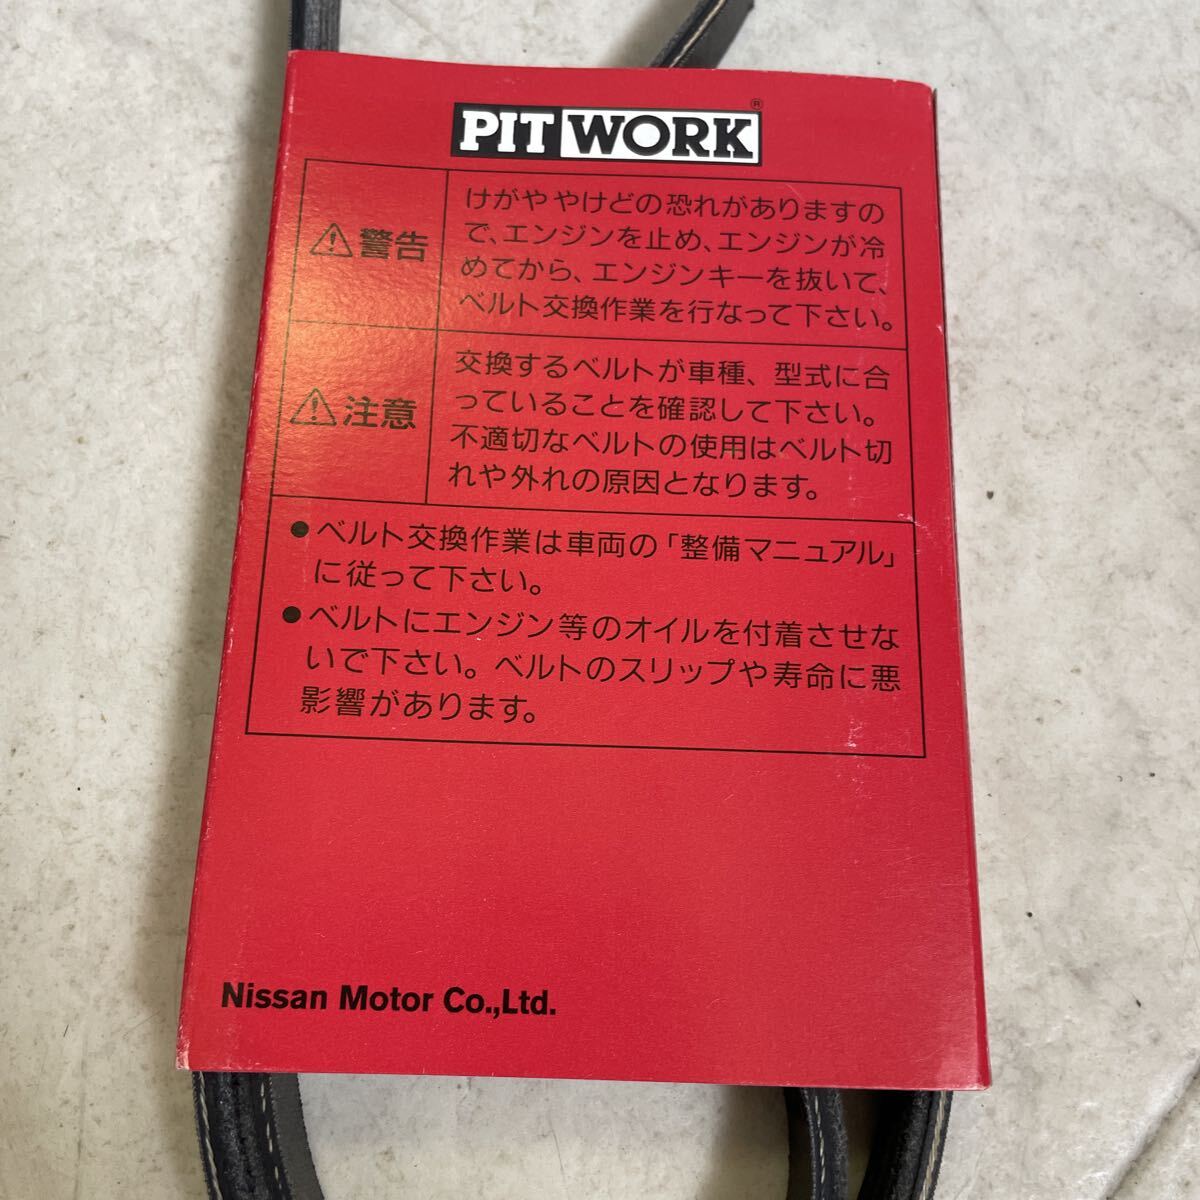 PIT WORK ®
⚠警告
けがややけどの恐れがありますの
で、エンジンを止め、エンジンが冷
めてから、エンジンキーを抜いて、
ベルト交換作業を行なって下さい。
⚠注意
交換するベルトが車種、型式に合
っていることを確認して下さい。
不適切なベルトの使用はベルト切
れや外れの原因となります。
●ベルト交換作業は車両の「整備マニュアル」
に従って下さい。
●ベルトにエンジン等のオイルを付着させな
いで下さい。ベルトのスリップや寿命に悪
影響があります。
Nissan Motor Co.,Ltd.